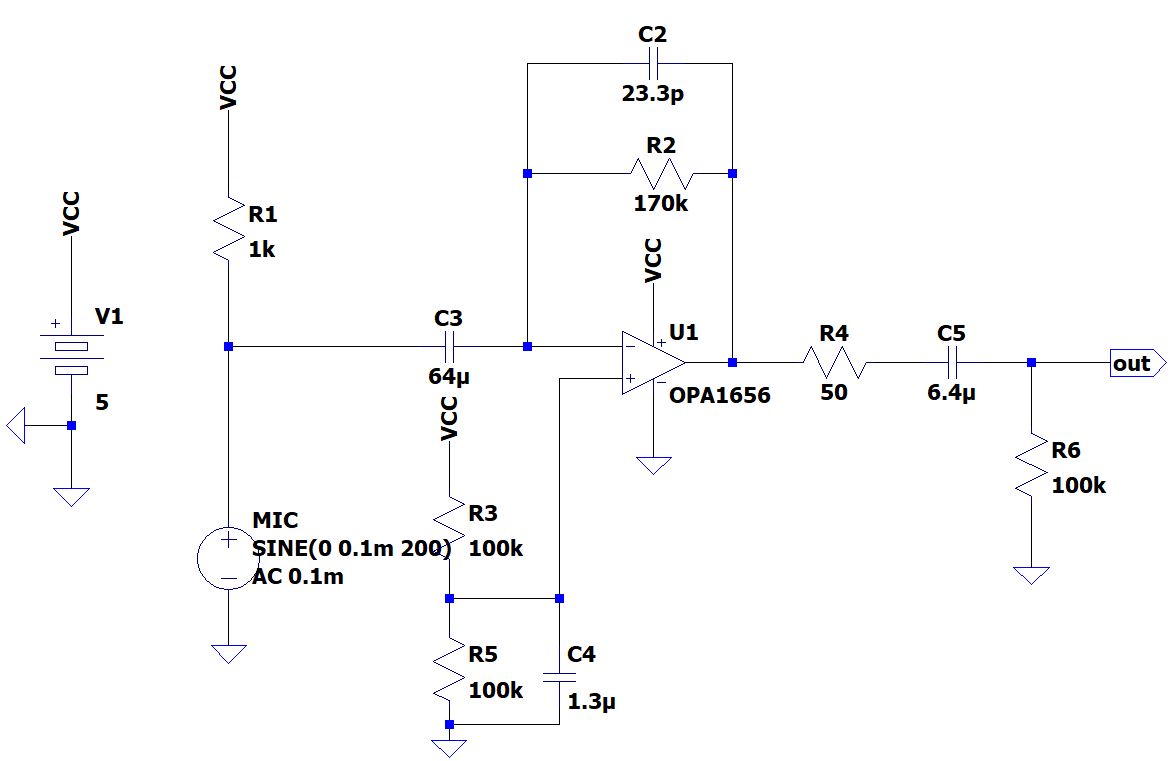 C2
23.3p
R2
170k
VCC
R1
1k
VCC
V1
5
VCC
U1
OPA1656
C3
64µ
R4
50
C5
6.4µ
out
VCC
R3
100k
R6
100k
MIC
SINE(0 0.1m 200)
AC 0.1m
R5
100k
C4
1.3µ